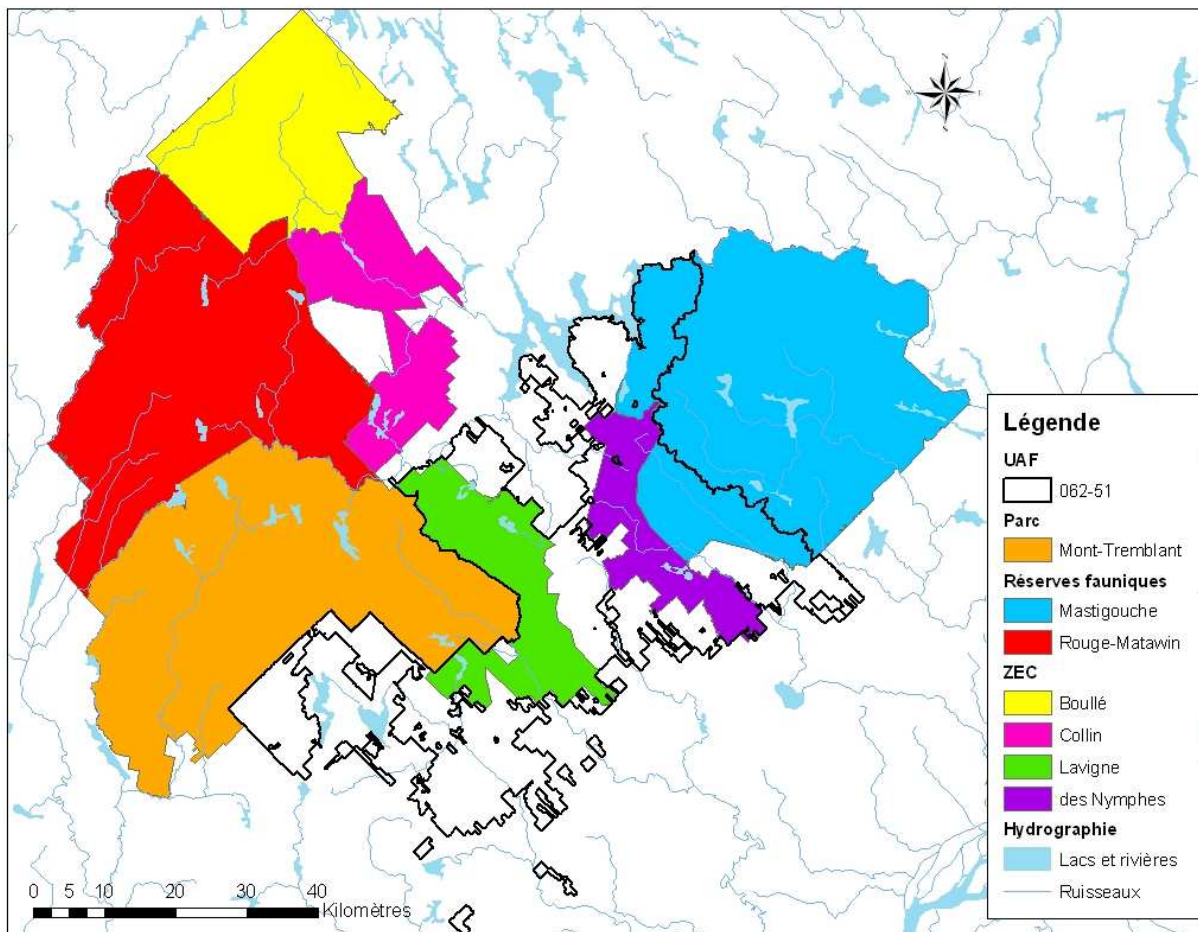 Légende
UAF
062-51
Parc
Mont-Tremblant
Réserves fauniques
Mastigouche
Rouge-Matawin
ZEC
Boullé
Collin
Lavigne
des Nymphes
Hydrographie
Lacs et rivières
Ruisseaux
0 5 10 20 30 40
Kilomètres